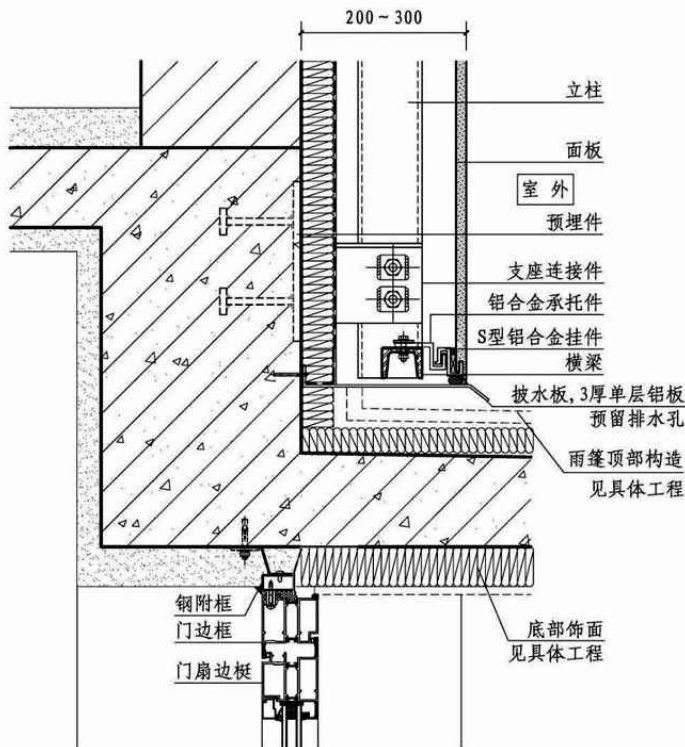 200～300
立柱
面板
室外
预埋件
支座连接件
铝合金承托件
S型铝合金挂件
横梁
披水板,3厚单层铝板
预留排水孔
雨篷顶部构造
见具体工程
钢附框
门边框
门扇边梃
底部饰面
见具体工程